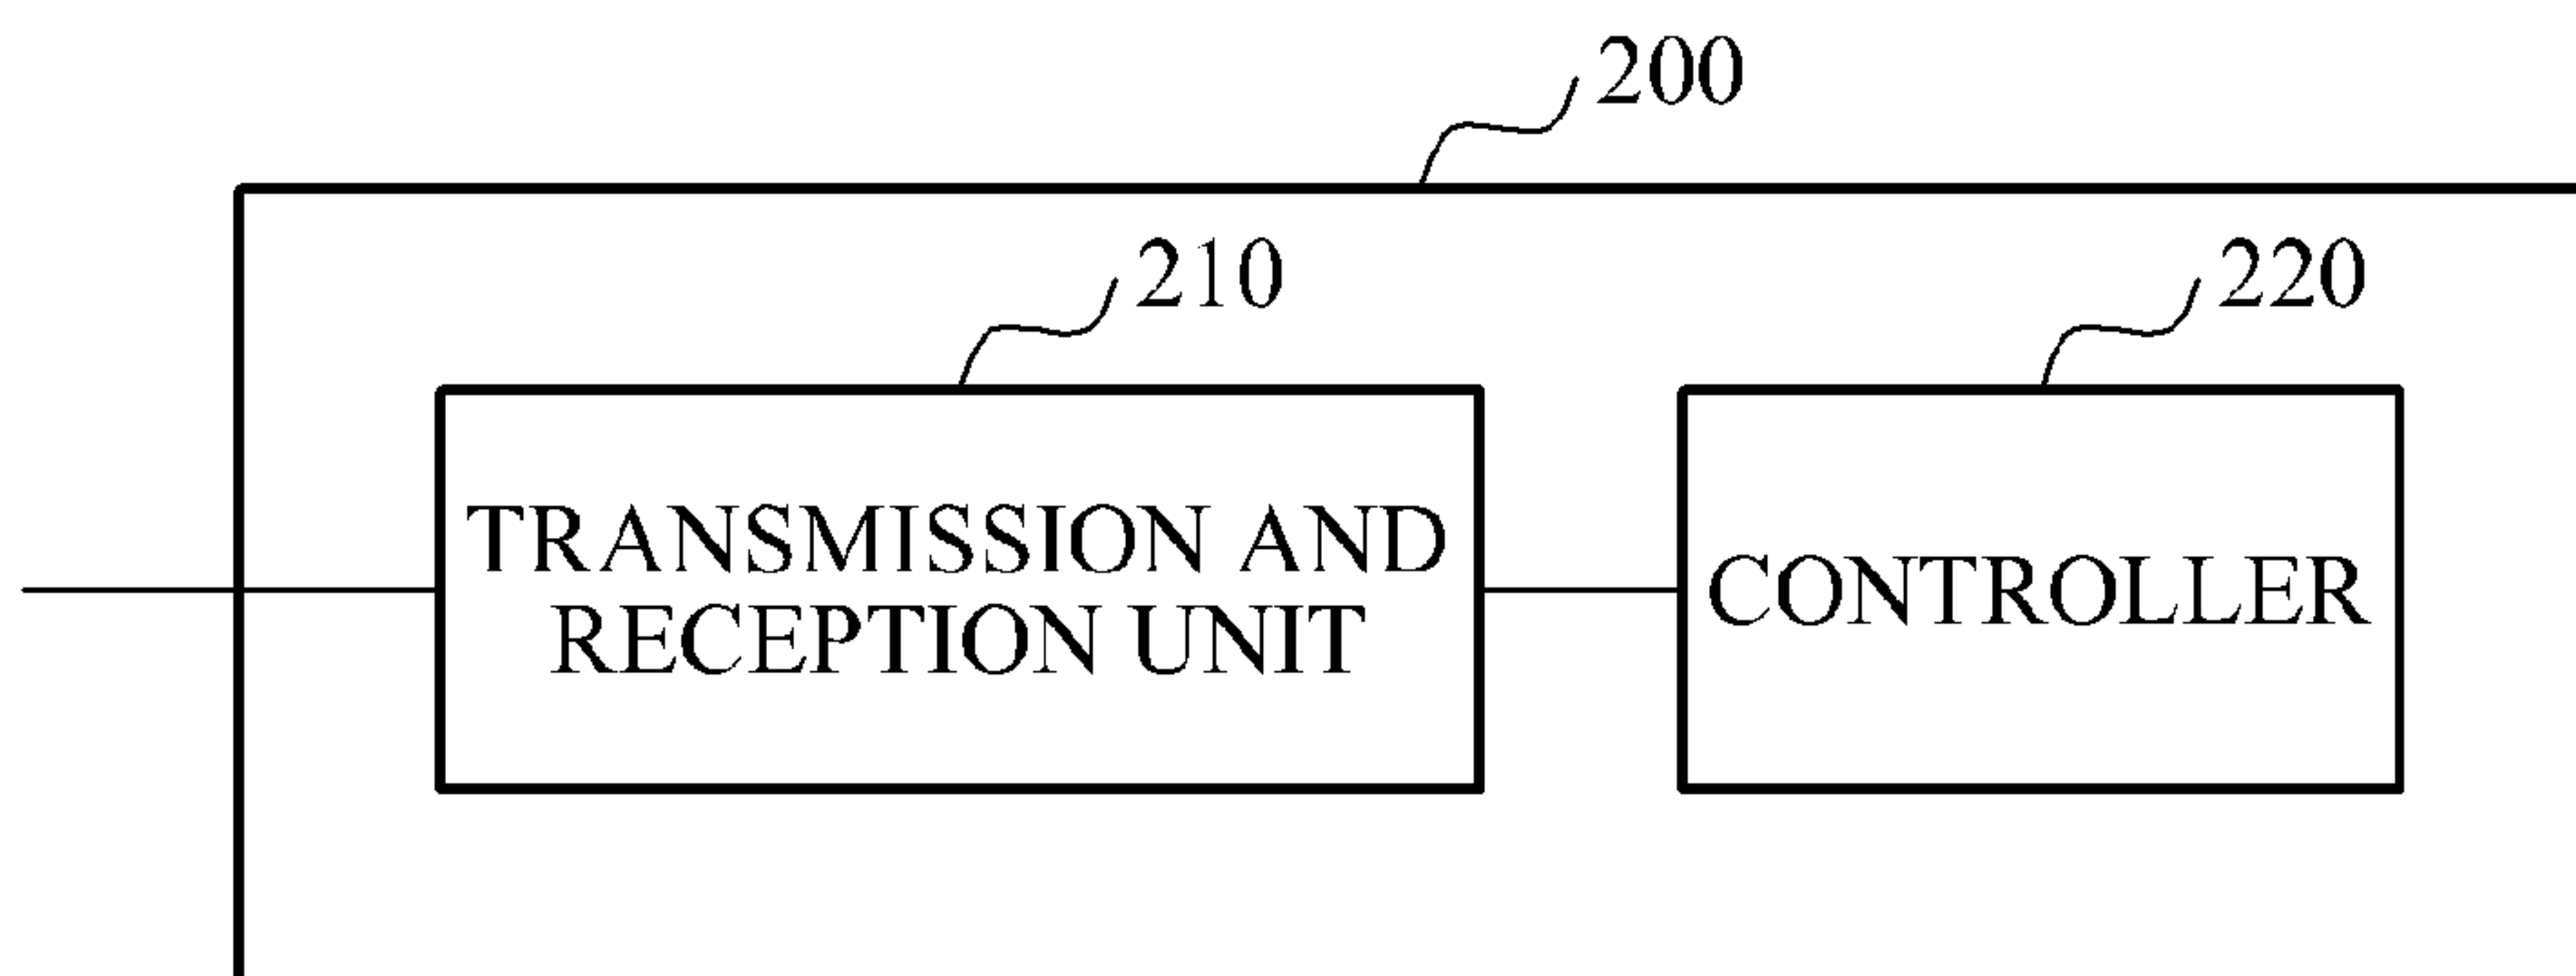 200
210
220
TRANSMISSION AND
RECEPTION UNIT
CONTROLLER